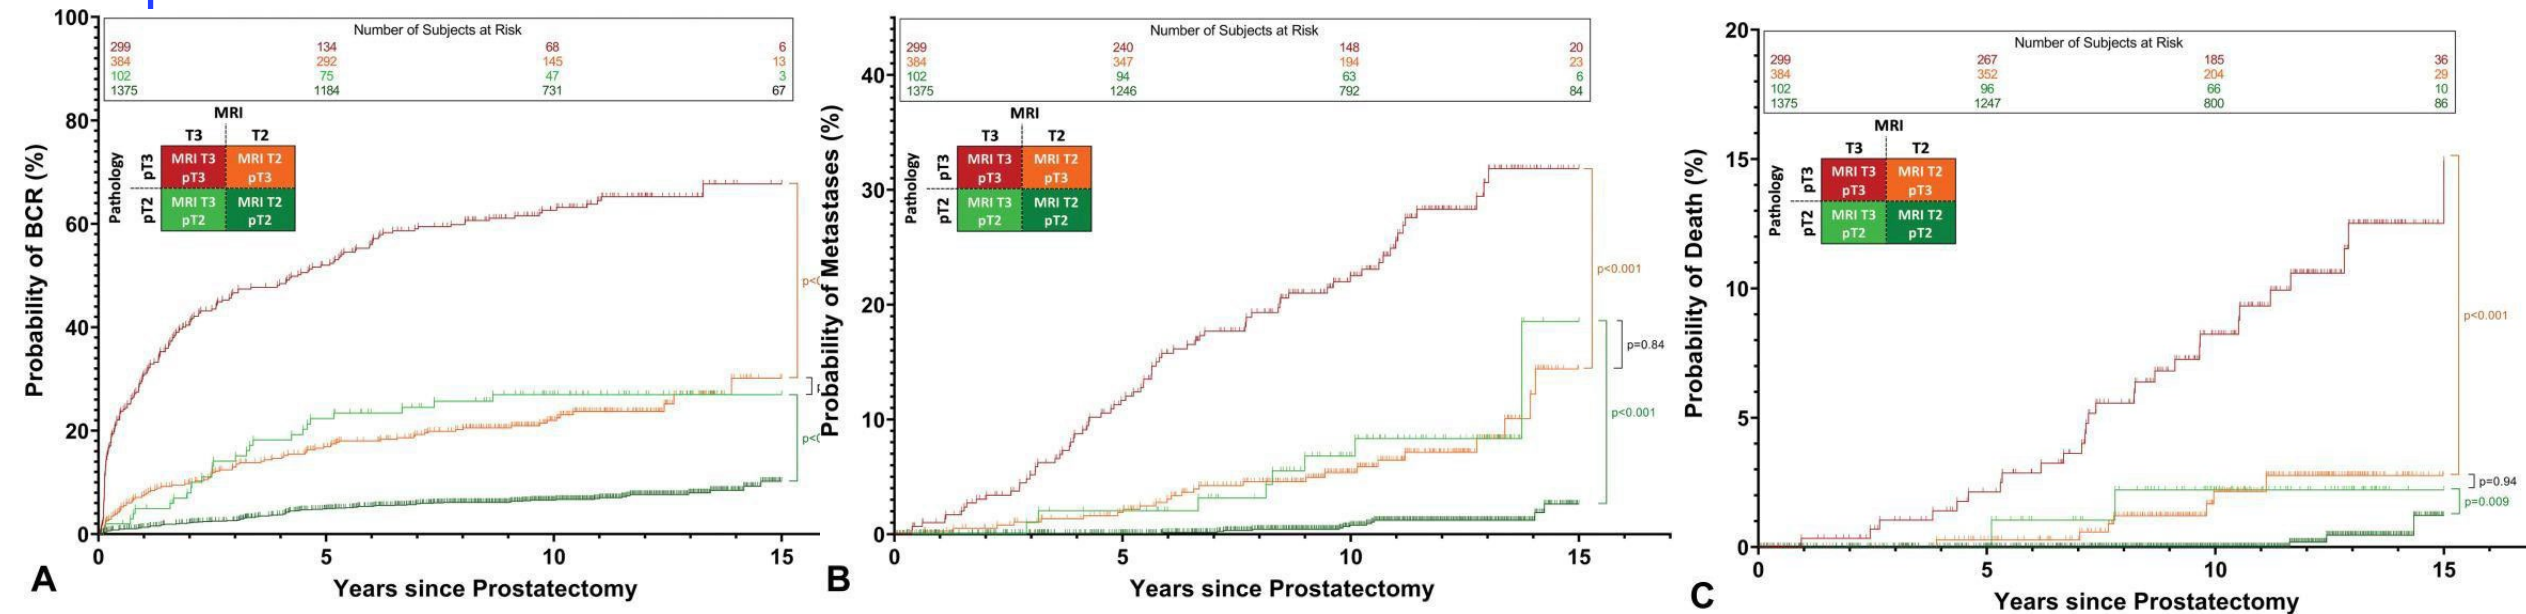 Number of Subjects at Risk
299 134 68 6
384 292 145 13
102 75 47 3
1375 1184 731 67
MRI
T3 T2
Pathology
pT3
pT2
MRI T3 MRI T2
pT3 pT3
MRI T3 MRI T2
pT2 pT2
Probability of BCR (%)
100
80
60
40
20
0
0 5 10 15
Years since Prostatectomy
A
p<
p<
Number of Subjects at Risk
299 240 148 20
384 347 194 23
102 94 63 6
1375 1246 792 84
MRI
T3 T2
Pathology
pT3
pT2
MRI T3 MRI T2
pT3 pT3
MRI T3 MRI T2
pT2 pT2
Probability of Metastases (%)
40
30
20
10
0
0 5 10 15
Years since Prostatectomy
B
p<0.001
p=0.84
p<0.001
Number of Subjects at Risk
299 267 185 36
384 352 204 29
102 96 66 10
1375 1247 800 86
MRI
T3 T2
Pathology
pT3
pT2
MRI T3 MRI T2
pT3 pT3
MRI T3 MRI T2
pT2 pT2
Probability of Death (%)
20
15
10
5
0
0 5 10 15
Years since Prostatectomy
C
p<0.001
p=0.94
p=0.009